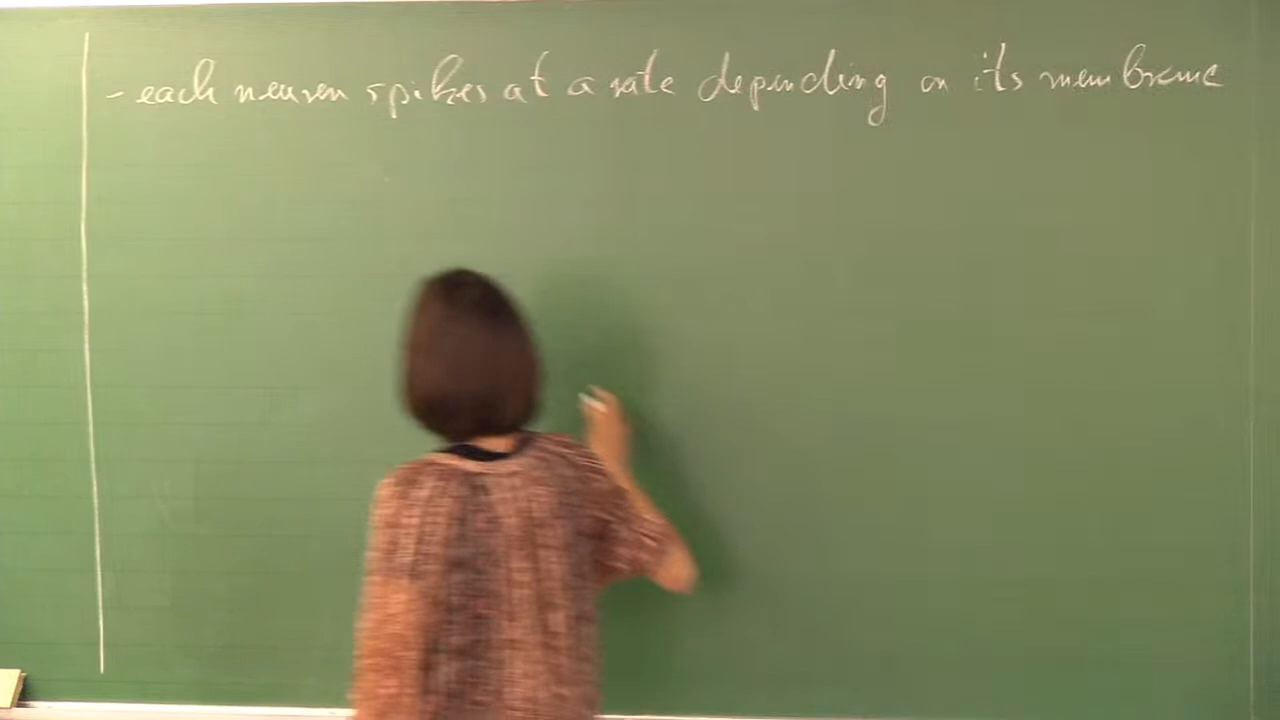 - each neuron spikes at a rate depending on its membrane